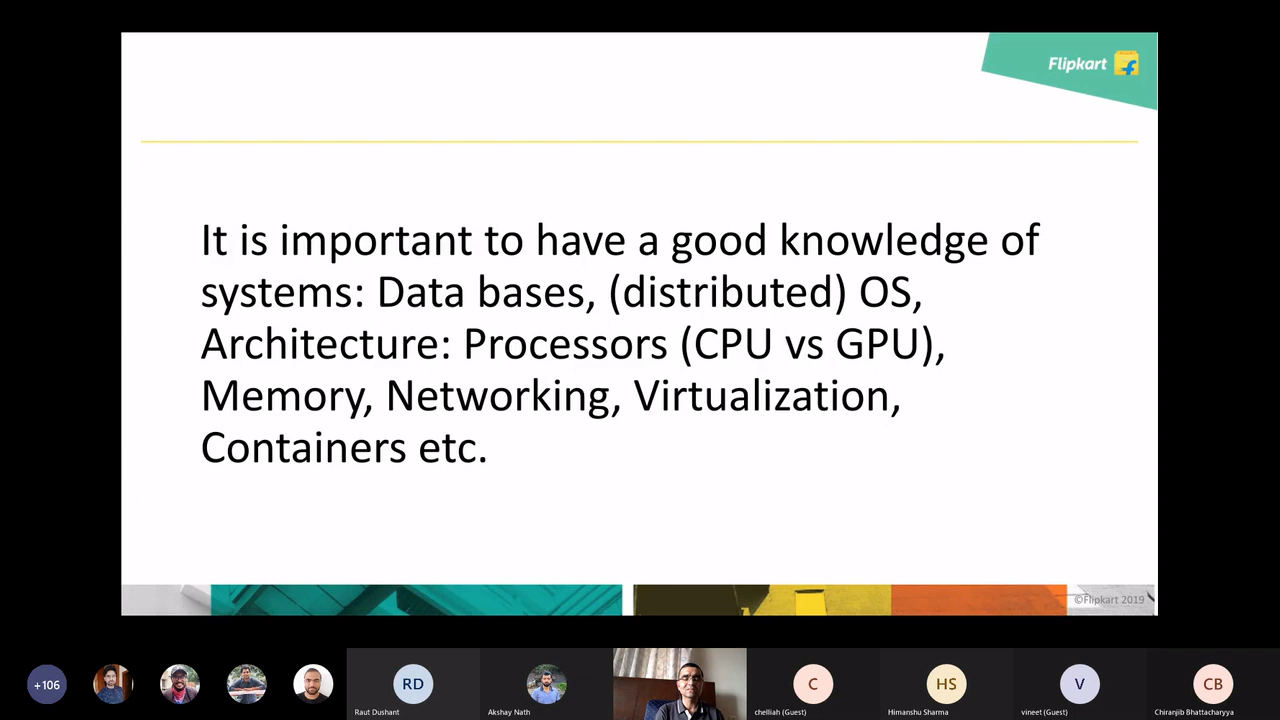 Flipkart
It is important to have a good knowledge of
systems: Data bases, (distributed) OS,
Architecture: Processors (CPU vs GPU),
Memory, Networking, Virtualization,
Containers etc.
©Flipkart 2019
+106
RD
Raut Dushant
Akshay Nath
C
chelliah (Guest)
HS
Himanshu Sharma
V
vineet (Guest)
CB
Chiranjib Bhattacharyya